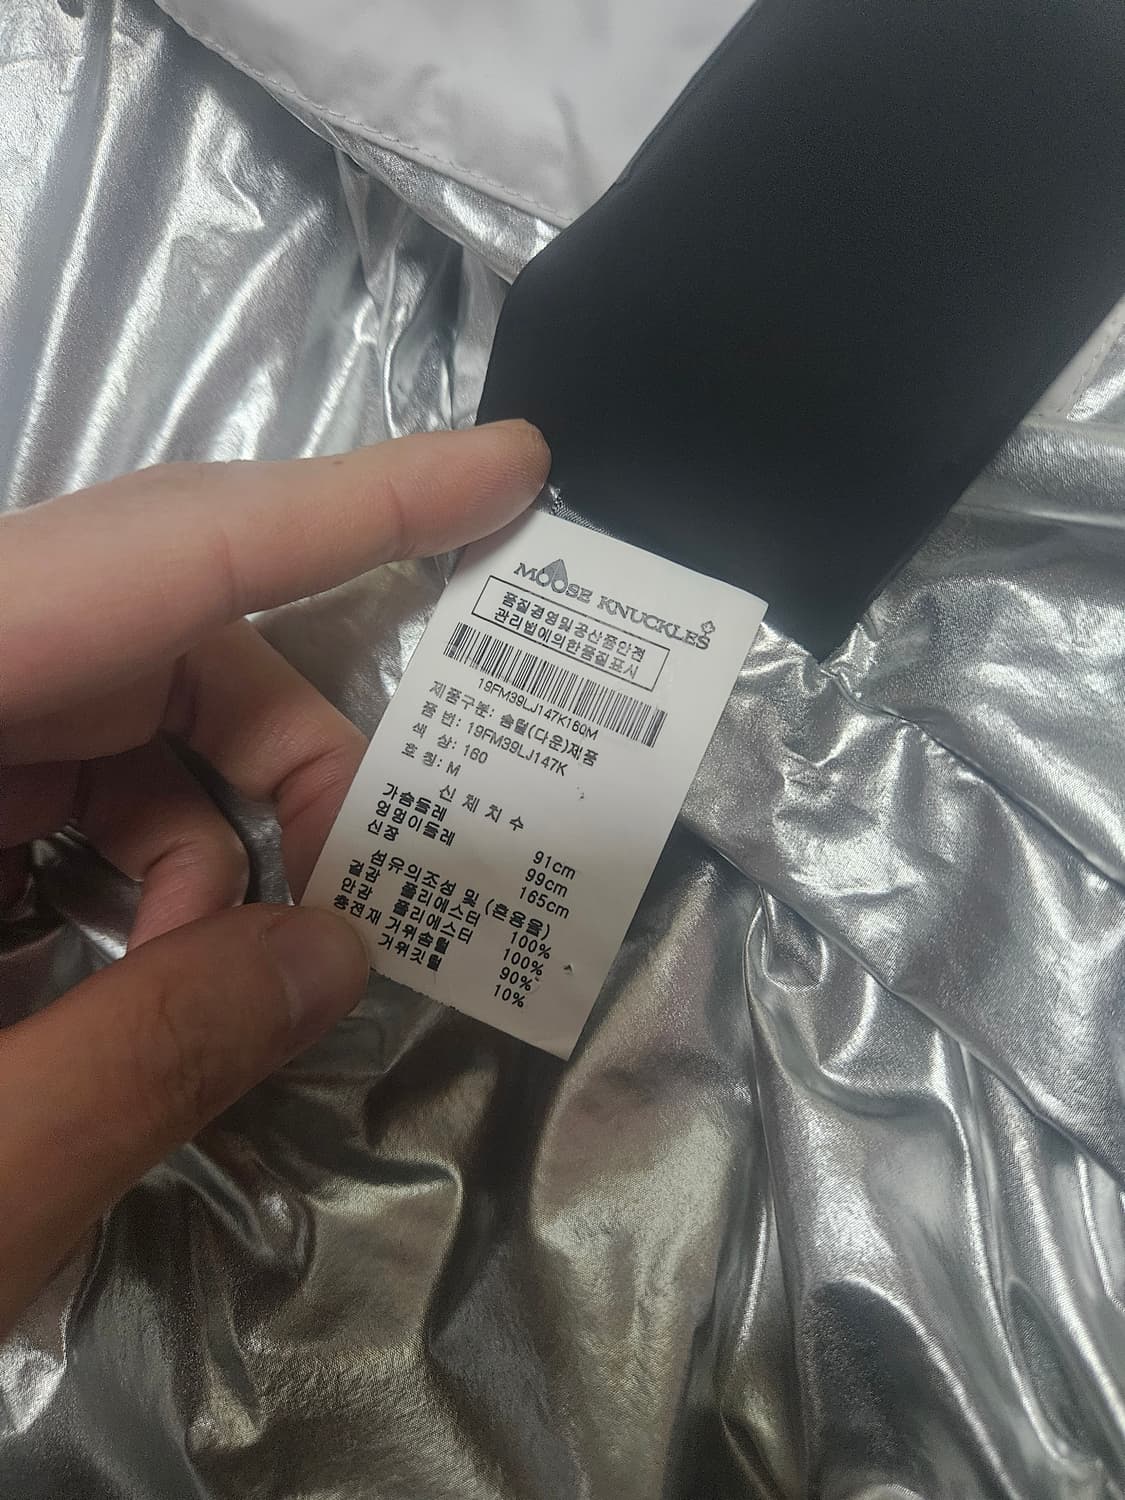 MOOSE KNUCKLES
품질경영및공산품안전
관리법에의한품질표시
19FM39LJ147K160M
제품구분: 솜털(다운)제품
품 번: 19FM39LJ147K
색 상: 160
호 칭: M
신 체 치 수
가슴둘레 91cm
엉덩이둘레 99cm
신장 165cm
섬유의조성 및 (혼용율)
겉감 폴리에스터 100%
안감 폴리에스터 100%
충전재 거위솜털 90%
거위깃털 10%